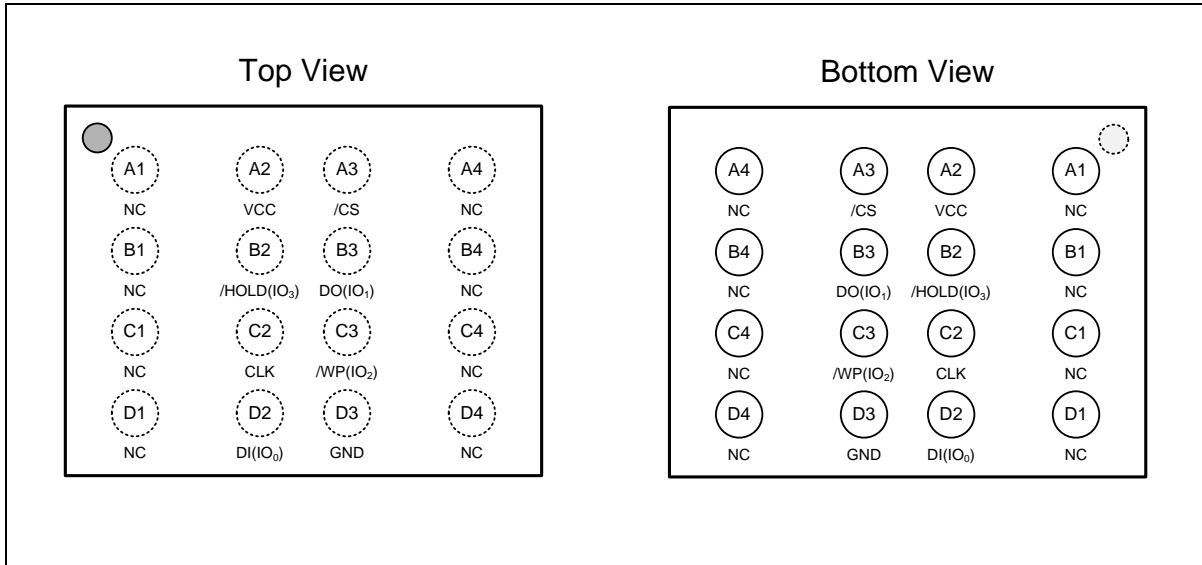 Top View
A1 A2 A3 A4
NC VCC /CS NC
B1 B2 B3 B4
NC /HOLD(IO₃) DO(IO₁) NC
C1 C2 C3 C4
NC CLK /WP(IO₂) NC
D1 D2 D3 D4
NC DI(IO₀) GND NC
Bottom View
A4 A3 A2 A1
NC /CS VCC NC
B4 B3 B2 B1
NC DO(IO₁) /HOLD(IO₃) NC
C4 C3 C2 C1
NC /WP(IO₂) CLK NC
D4 D3 D2 D1
NC GND DI(IO₀) NC